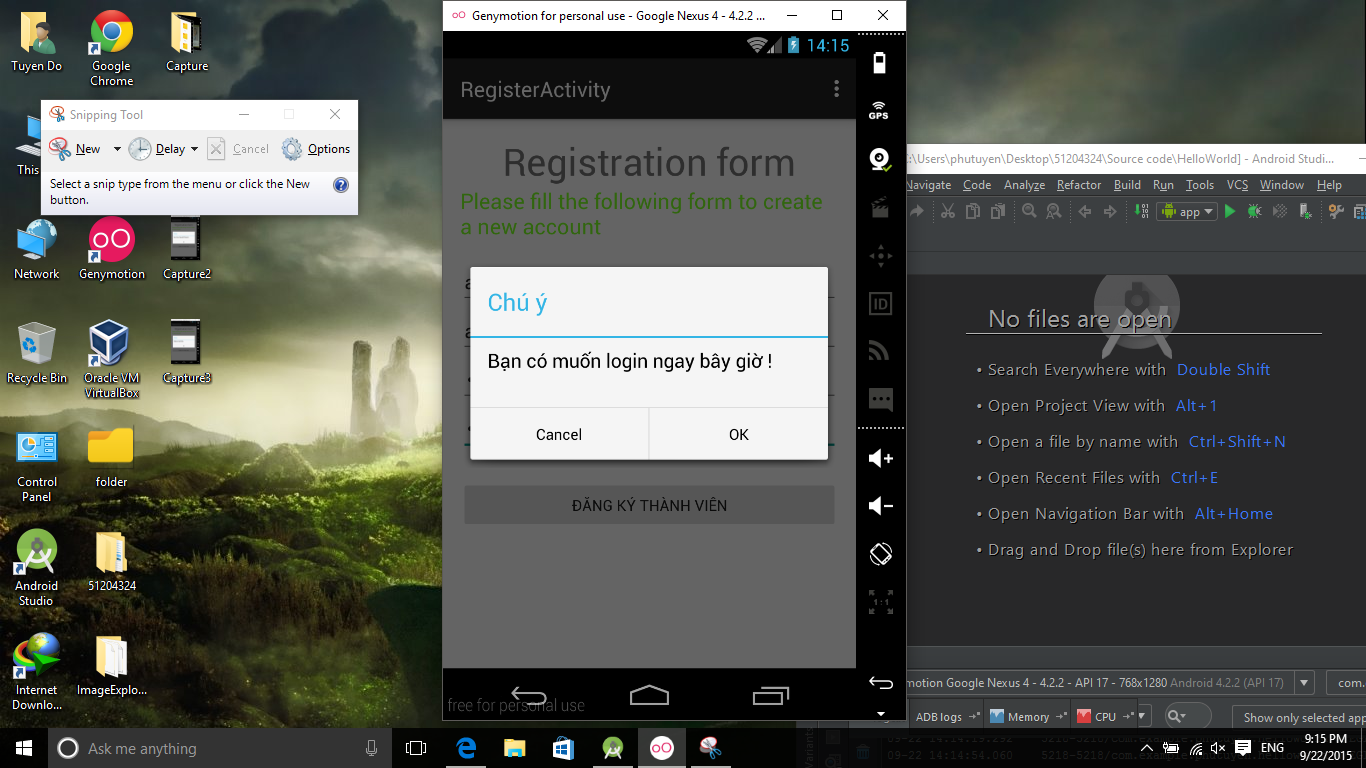 Tuyen Do
Google
Chrome
Capture
Snipping Tool
New
Delay
Cancel
Options
Select a snip type from the menu or click the New
button.
This
Network
Genymotion
Capture2
Recycle Bin
Oracle VM
VirtualBox
Capture3
Control
Panel
folder
Android
Studio
51204324
Internet
Downlo...
ImageExplo...
Genymotion for personal use - Google Nexus 4 - 4.2.2 ...
14:15
RegisterActivity
Registration form
Please fill the following form to create
a new account
Chú ý
Bạn có muốn login ngay bây giờ !
Cancel
OK
ĐĂNG KÝ THÀNH VIÊN
free for personal use
GPS
ID
1:1
:\Users\phutuyen\Desktop\51204324\Source code\HelloWorld] - Android Studi...
Navigate Code Analyze Refactor Build Run Tools VCS Window Help
app
No files are open
• Search Everywhere with Double Shift
• Open Project View with Alt+1
• Open a file by name with Ctrl+Shift+N
• Open Recent Files with Ctrl+E
• Open Navigation Bar with Alt+Home
• Drag and Drop file(s) here from Explorer
motion Google Nexus 4 - 4.2.2 - API 17 - 768x1280 Android 4.2.2 (API 17)
com.
ADB logs
Memory
CPU
Show only selected app
Ask me anything
ENG
9:15 PM
9/22/2015